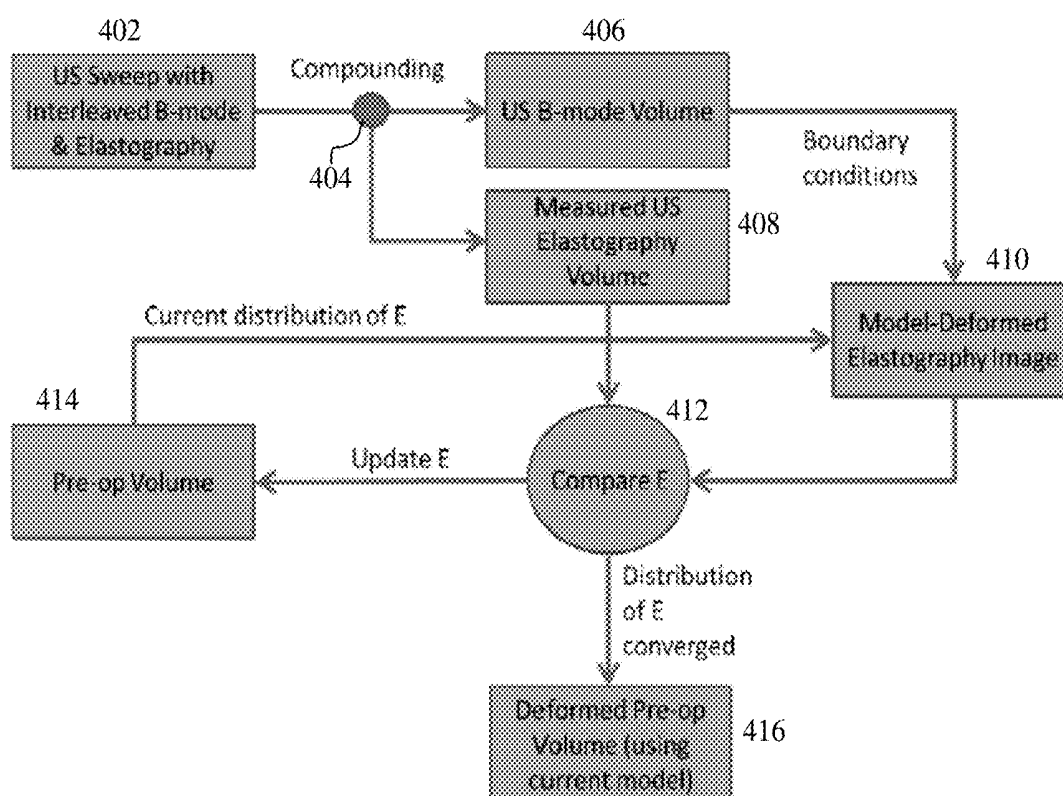 402
US Sweep with
Interleaved B-mode
& Elastography
Compounding
404
406
US B-mode Volume
Boundary
conditions
Measured US
Elastography
Volume
408
410
Model-Deformed
Elastography Image
Current distribution of E
414
Pre-op Volume
Update E
412
Compare E
Distribution
of E
converged
Deformed Pre-op
Volume (using
current model)
416